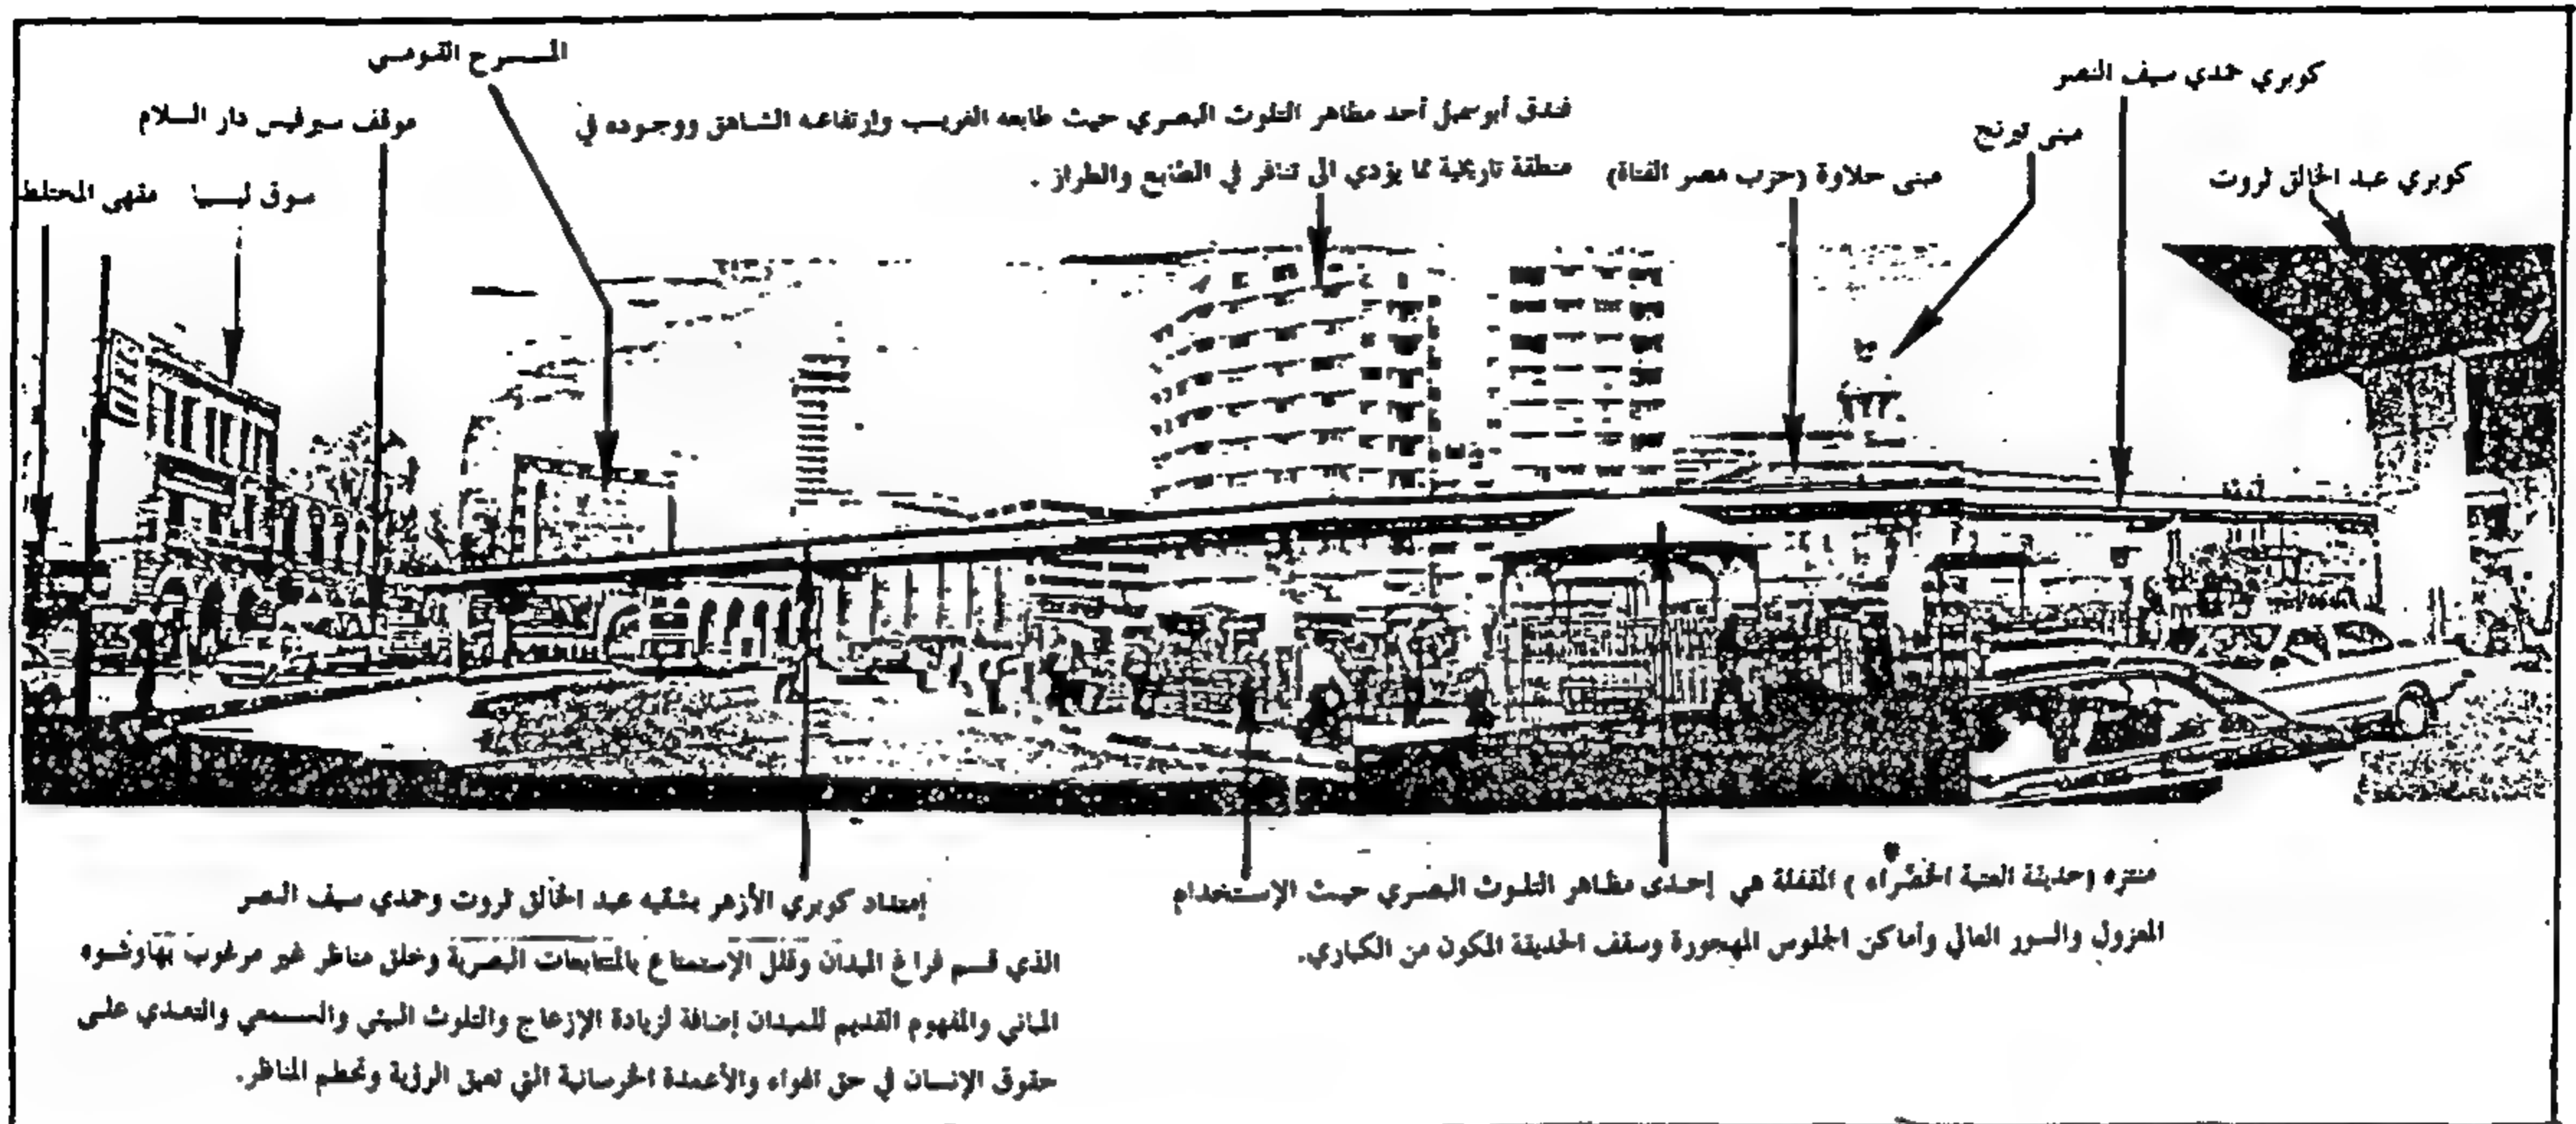 المسرح القومي
كوبري حمدي سيف النصر
موقف سيرفيس دار السلام
فندق أبو سمبل أحد مظاهر التلوث البصري حيث طابعه الغريب وإرتفاعه الشاهق ووجوده في
منطقة تاريخية مما يؤدي الى تنافر في الطابع والطراز .
مبنى تيرنج
مبنى حلاوة (حزب مصر الفتاة)
كوبري عبد الخالق ثروت
سوق ليبيا
مقهى المختلط
منتزه (حديقة العتبة الخضراء) المقفلة هي إحدى مظاهر التلوث البصري حيث الإستخدام
المعزول والسور العالي وأماكن الجلوس المهجورة وسقف الحديقة المكون من الكباري.
إمتداد كوبري الأزهر بشقيه عبد الخالق ثروت وحمدي سيف النصر
الذي قسم فراغ الميدان وقلل الإستمتاع بالمتتابعات البصرية وخلق مناظر غير مرغوب بها وشوه
المباني والمفهوم القديم للميدان إضافة لزيادة الإزعاج والتلوث البيئي والسمعي والتعدي على
حقوق الإنسان في حق الهواء والأعمدة الخرسانية التي تعيق الرؤية وتحطم المناظر.